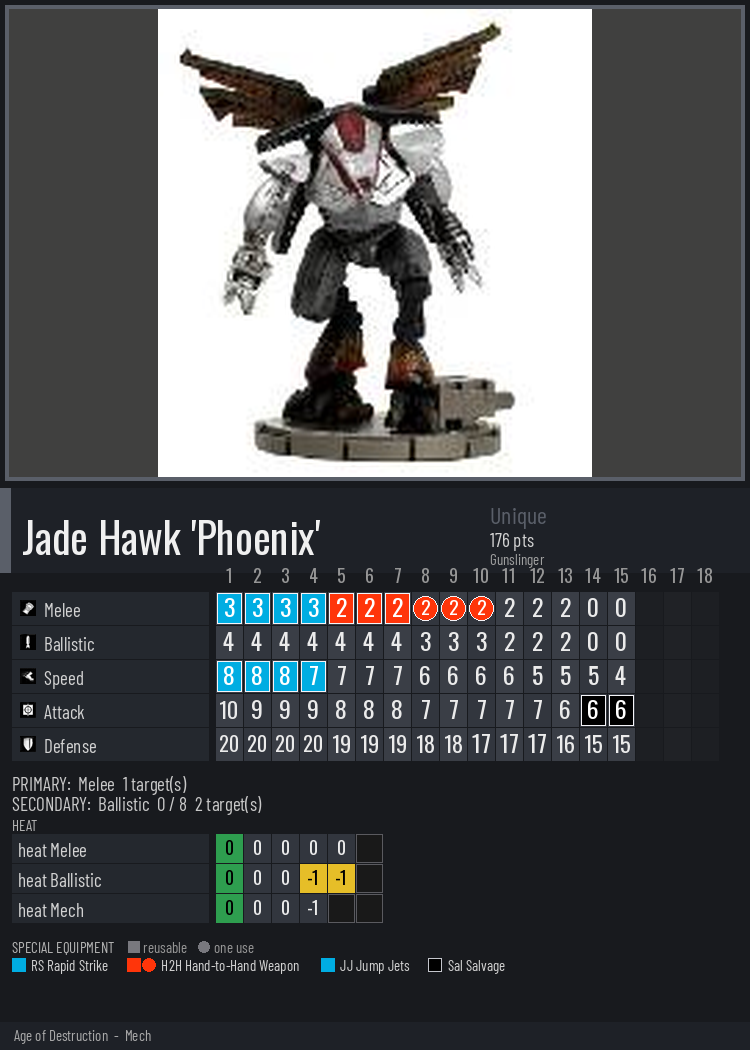 Jade Hawk 'Phoenix'
Unique
176 pts
Gunslinger
1 2 3 4 5 6 7 8 9 10 11 12 13 14 15 16 17 18
Melee 3 3 3 3 2 2 2 2 2 2 2 2 2 0 0
Ballistic 4 4 4 4 4 4 4 3 3 3 2 2 2 0 0
Speed 8 8 8 7 7 7 7 6 6 6 6 5 5 5 4
Attack 10 9 9 9 8 8 8 7 7 7 7 7 6 6 6
Defense 20 20 20 20 19 19 19 18 18 17 17 17 16 15 15
PRIMARY: Melee 1 target(s)
SECONDARY: Ballistic 0 / 8 2 target(s)
HEAT
heat Melee 0 0 0 0 0
heat Ballistic 0 0 0 -1 -1
heat Mech 0 0 0 -1
SPECIAL EQUIPMENT reusable one use
RS Rapid Strike H2H Hand-to-Hand Weapon JJ Jump Jets Sal Salvage
Age of Destruction - Mech